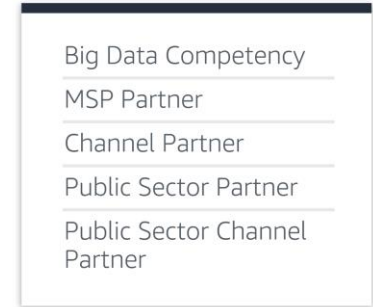 Big Data Competency
MSP Partner
Channel Partner
Public Sector Partner
Public Sector Channel
Partner